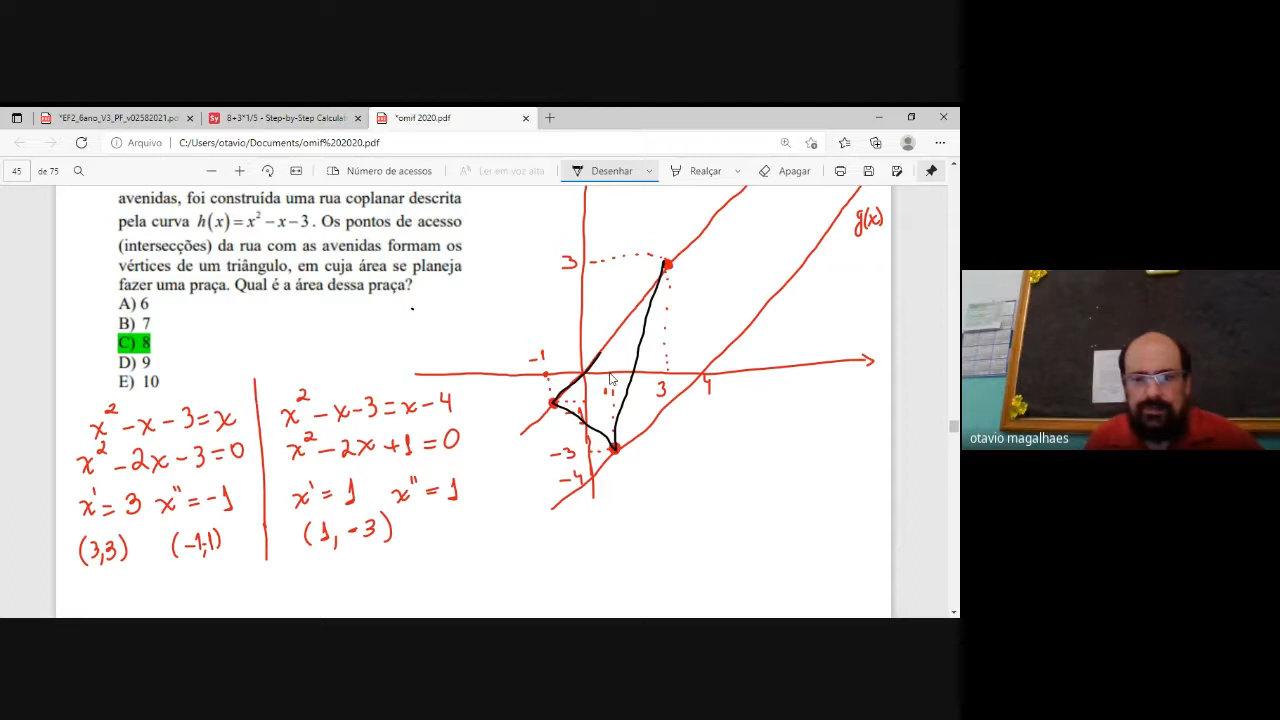 *EF2_6ano_V3_PF_v02582021.pd
8+3*1/5 - Step-by-Step Calculat
*omif 2020.pdf
Arquivo
C:/Users/otavio/Documents/omif%202020.pdf
45
de 75
Número de acessos
Ler em voz alta
Desenhar
Realçar
Apagar
avenidas, foi construída uma rua coplanar descrita
pela curva h(x) = x² − x − 3. Os pontos de acesso
(intersecções) da rua com as avenidas formam os
vértices de um triângulo, em cuja área se planeja
fazer uma praça. Qual é a área dessa praça?
A) 6
B) 7
C) 8
D) 9
E) 10
x² - x - 3 = x
x² - 2x - 3 = 0
x' = 3 x'' = -1
(3,3) (-1,-1)
x² - x - 3 = x - 4
x² - 2x + 1 = 0
x' = 1 x'' = 1
(1, -3)
g(x)
3
-1
1
3
4
-1
-3
-4
otavio magalhaes